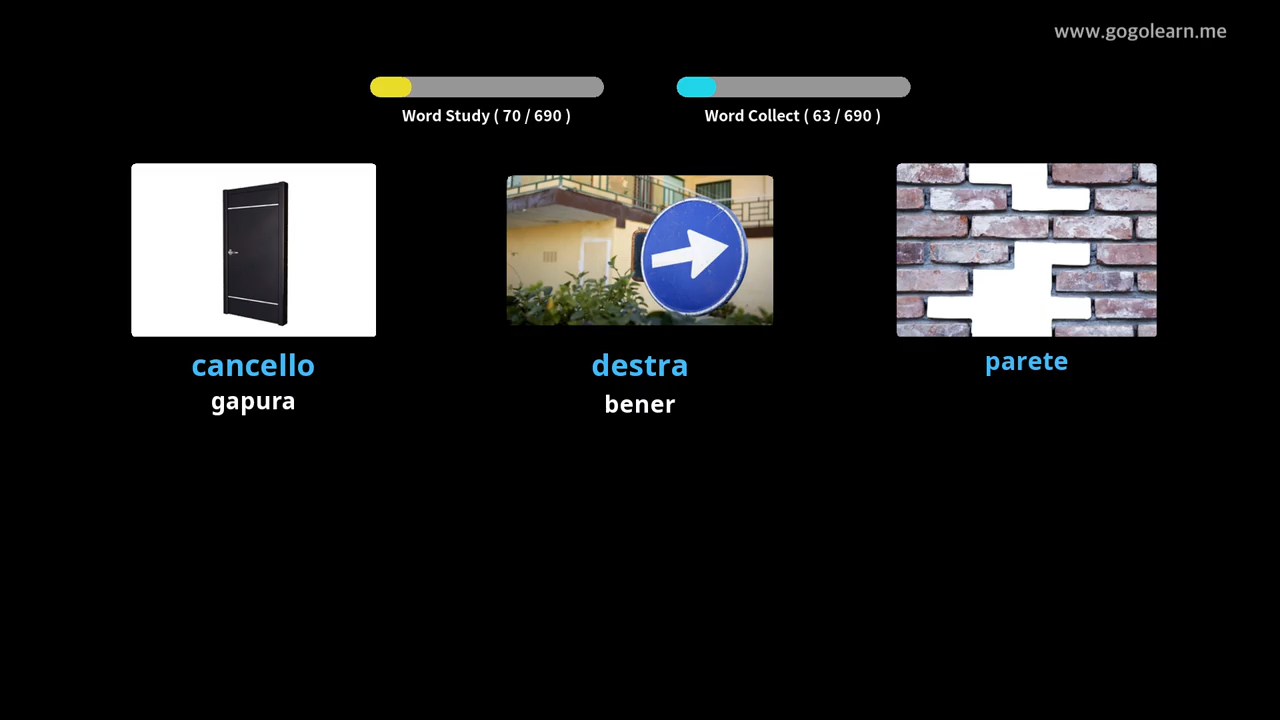 www.gogolearn.me
Word Study ( 70 / 690 )
Word Collect ( 63 / 690 )
cancello
gapura
destra
bener
parete